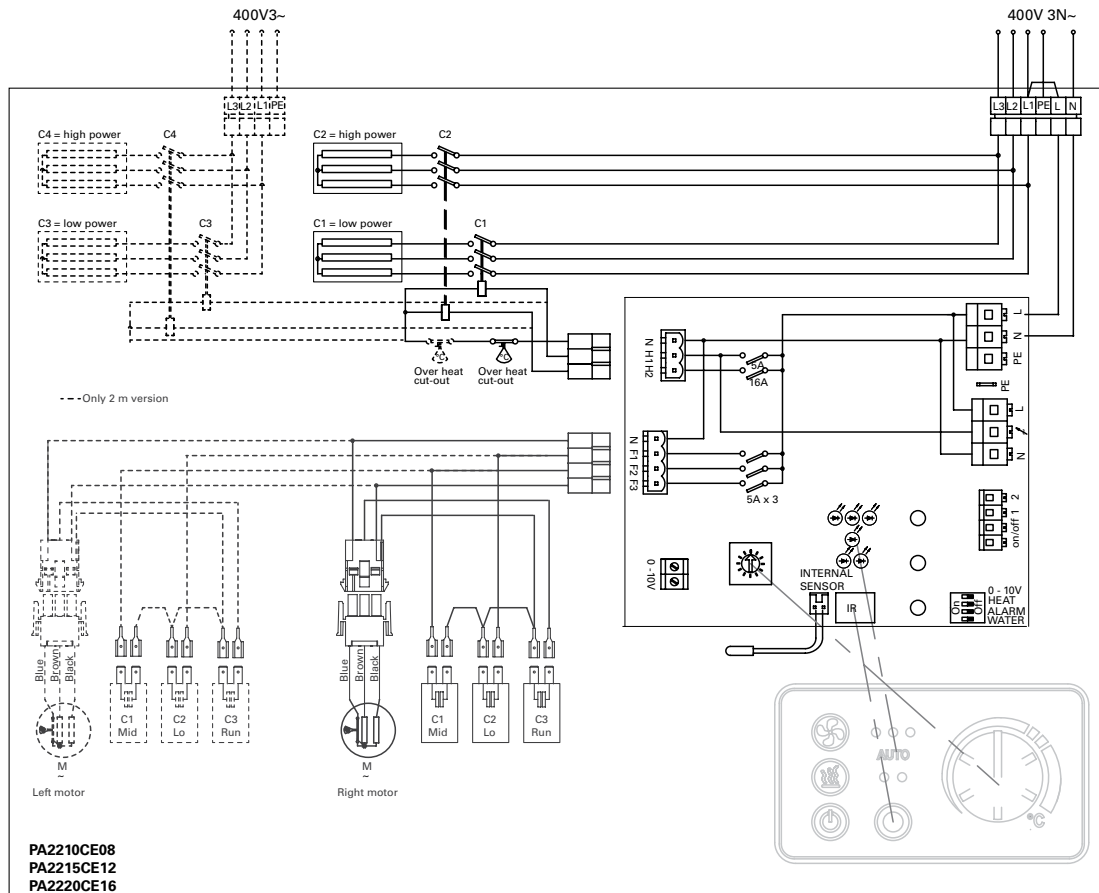 400V3~
400V 3N~
L3 L2 L1 PE
L3 L2 L1 PE L N
C4 = high power
C4
C2 = high power
C2
C3 = low power
C3
C1 = low power
C1
°C
°C
Over heat
cut-out
Over heat
cut-out
- - - Only 2 m version
N H1 H2
5A
16A
L
N
PE
PE
L
N
N F1 F2 F3
5A x 3
2
1
on/off
0 - 10V
INTERNAL
SENSOR
IR
On
Off
0 - 10V
HEAT
ALARM
WATER
Blue
Brown
Black
C1
Mid
C2
Lo
C3
Run
M
~
Left motor
Blue
Brown
Black
C1
Mid
C2
Lo
C3
Run
M
~
Right motor
AUTO
°C
PA2210CE08
PA2215CE12
PA2220CE16